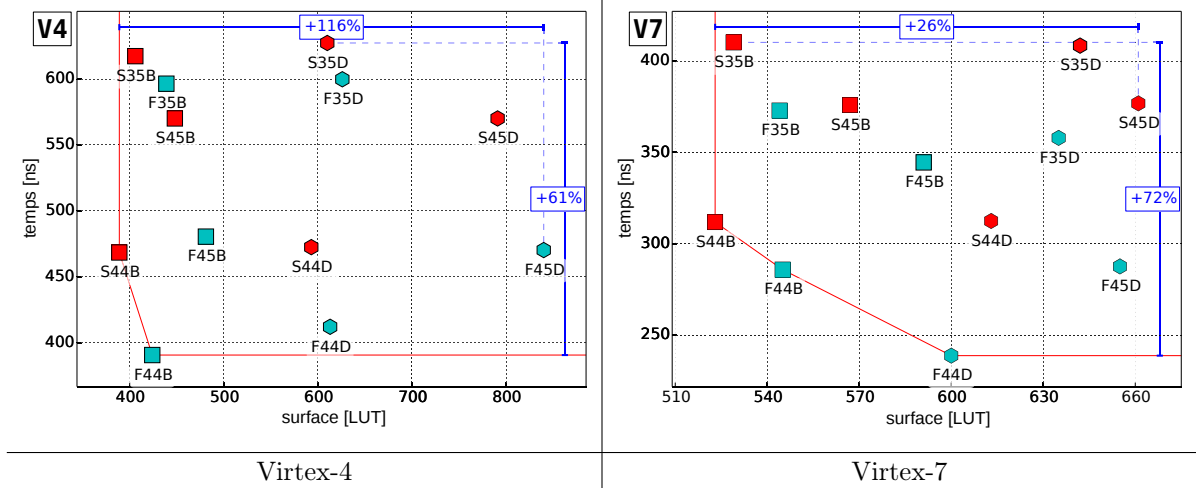 V4
+116%
600
550
500
450
400
temps [ns]
S35B
F35B
S45B
S35D
F35D
S45D
+61%
F45B
S44B
S44D
F45D
F44D
F44B
400 500 600 700 800
surface [LUT]
Virtex-4
V7
+26%
400
350
300
250
temps [ns]
S35B
S35D
F35B
S45B
S45D
F35D
F45B
+72%
S44B
S44D
F44B
F45D
F44D
510 540 570 600 630 660
surface [LUT]
Virtex-7